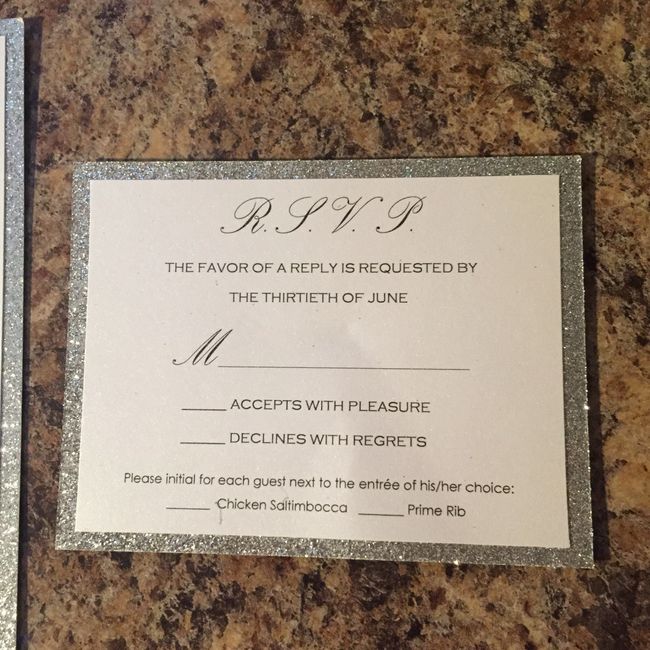 R.S.V.P.
THE FAVOR OF A REPLY IS REQUESTED BY
THE THIRTIETH OF JUNE
M____________________
_____ ACCEPTS WITH PLEASURE
_____ DECLINES WITH REGRETS
Please initial for each guest next to the entrée of his/her choice:
_____ Chicken Saltimbocca _____ Prime Rib